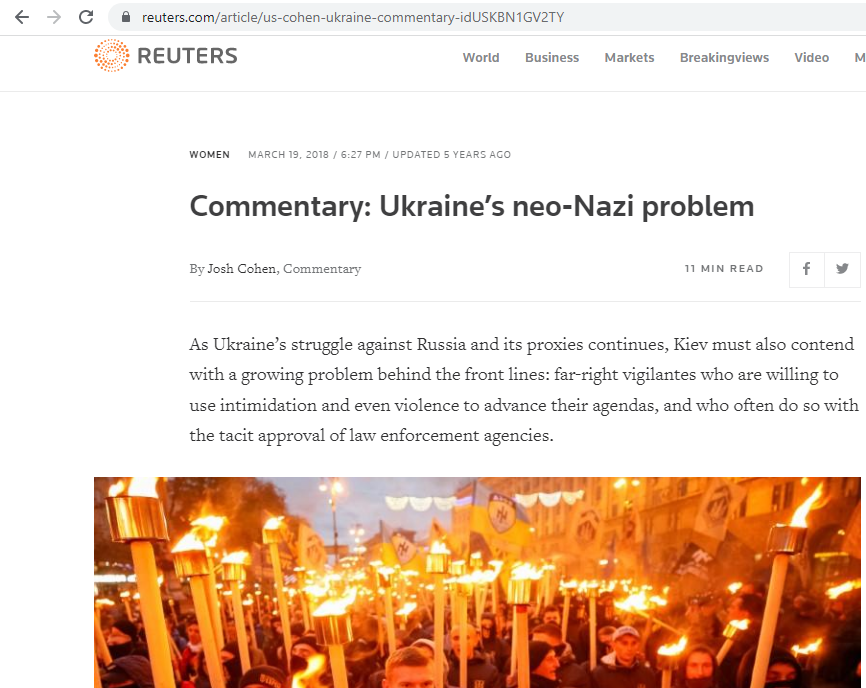 reuters.com/article/us-cohen-ukraine-commentary-idUSKBN1GV2TY
REUTERS World Business Markets Breakingviews Video M
WOMEN MARCH 19, 2018 / 6:27 PM / UPDATED 5 YEARS AGO
Commentary: Ukraine’s neo-Nazi problem
By Josh Cohen, Commentary 11 MIN READ
As Ukraine’s struggle against Russia and its proxies continues, Kiev must also contend
with a growing problem behind the front lines: far-right vigilantes who are willing to
use intimidation and even violence to advance their agendas, and who often do so with
the tacit approval of law enforcement agencies.